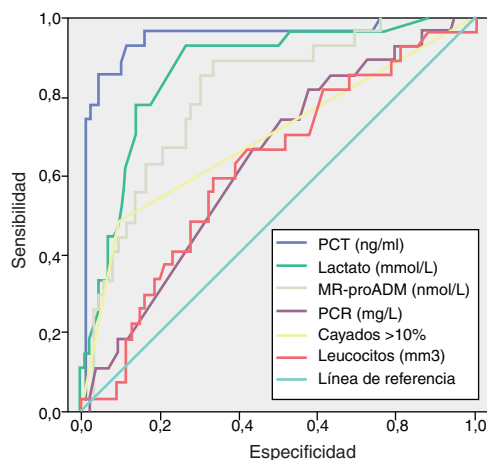 1,0
0,8
0,6
0,4
0,2
0,0
Sensibilidad
PCT (ng/ml)
Lactato (mmol/L)
MR-proADM (nmol/L)
PCR (mg/L)
Cayados >10%
Leucocitos (mm3)
Línea de referencia
0,0 0,2 0,4 0,4 0,8 1,0
Especificidad